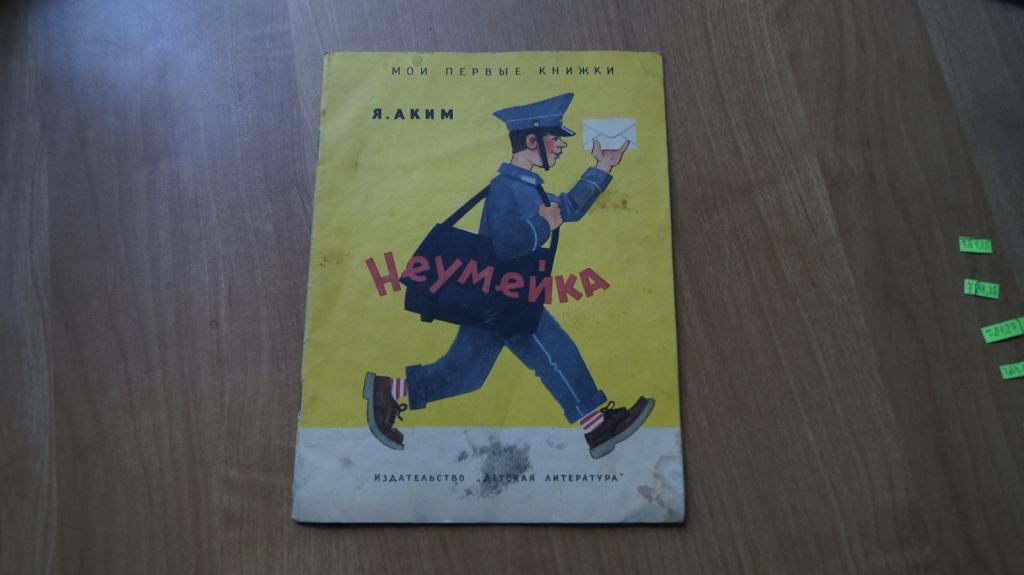 МОИ ПЕРВЫЕ КНИЖКИ
Я. АКИМ
Неумейка
ИЗДАТЕЛЬСТВО „ДЕТСКАЯ ЛИТЕРАТУРА"